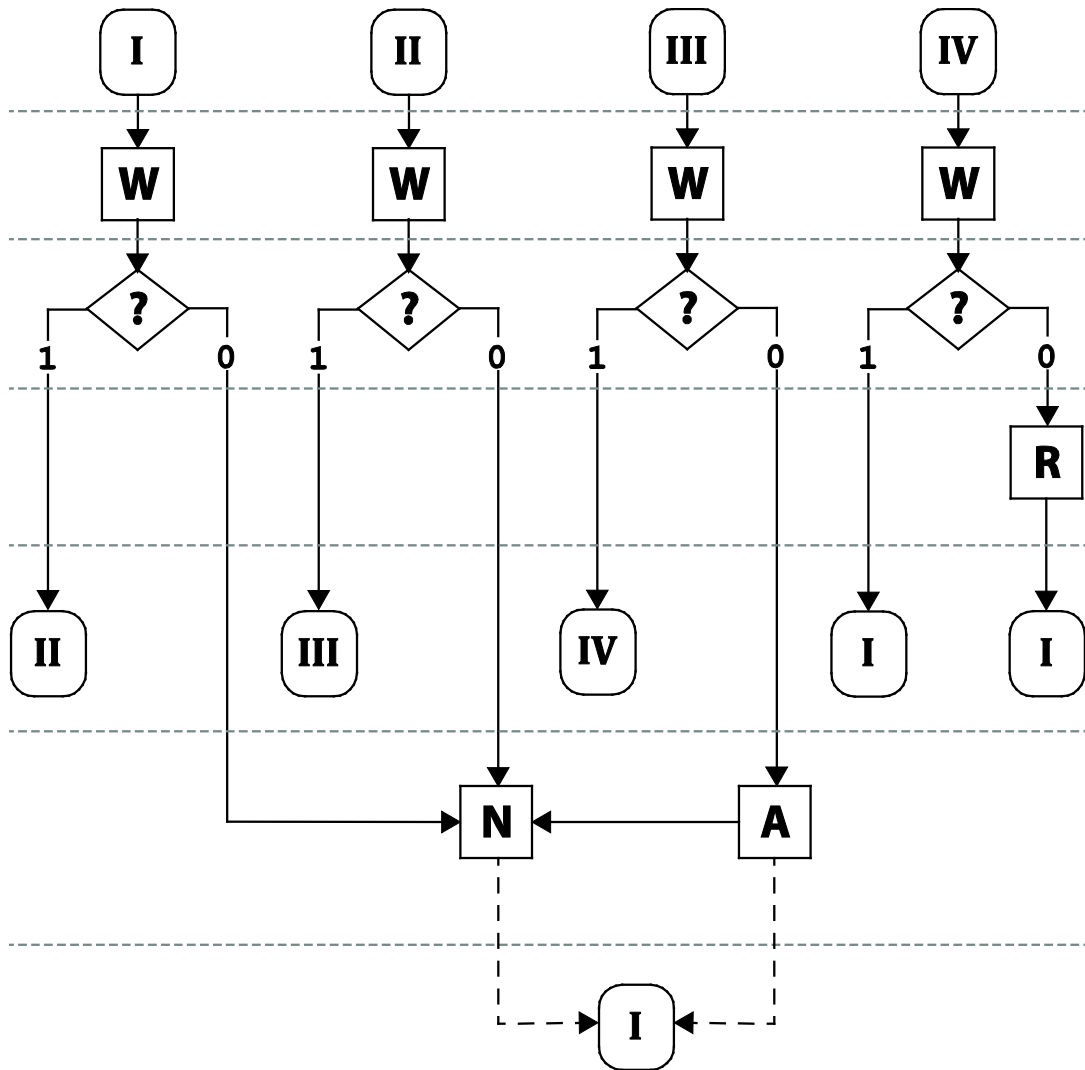 I II III IV
W W W W
? ? ? ?
1 0 1 0 1 0 1 0
R
II III IV I I
N A
I